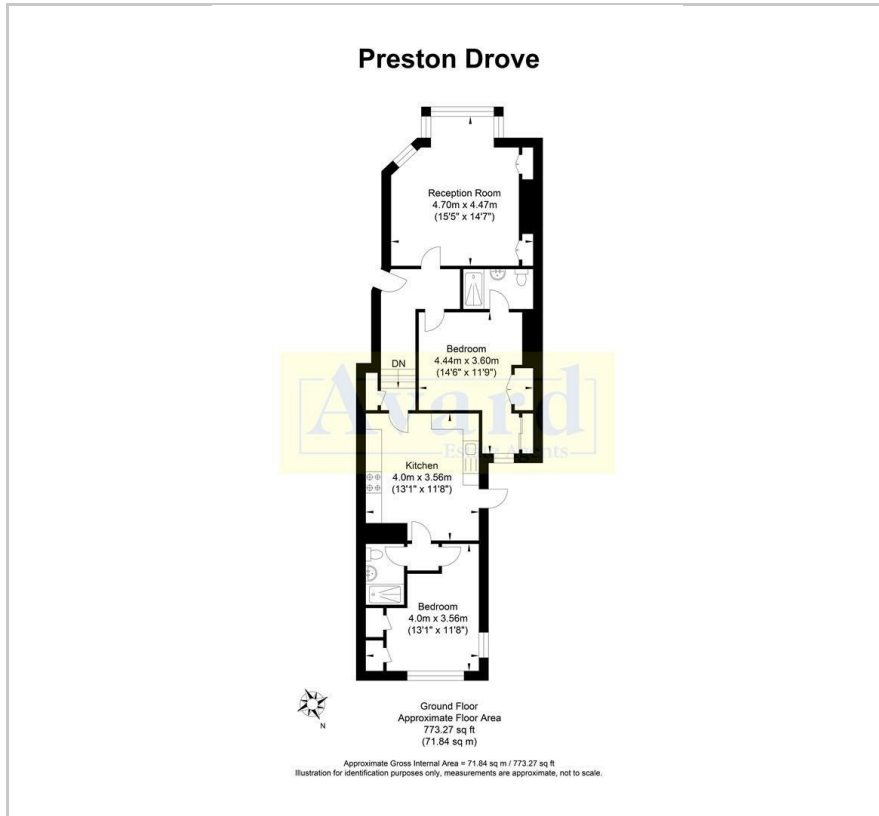 Preston Drove
Reception Room
4.70m x 4.47m
(15'5" x 14'7")
Bedroom
4.44m x 3.60m
(14'6" x 11'9")
DN
Avard
Estate Agents
Kitchen
4.0m x 3.56m
(13'1" x 11'8")
Bedroom
4.0m x 3.56m
(13'1" x 11'8")
N
Ground Floor
Approximate Floor Area
773.27 sq ft
(71.84 sq m)
Approximate Gross Internal Area = 71.84 sq m / 773.27 sq ft
Illustration for identification purposes only, measurements are approximate, not to scale.